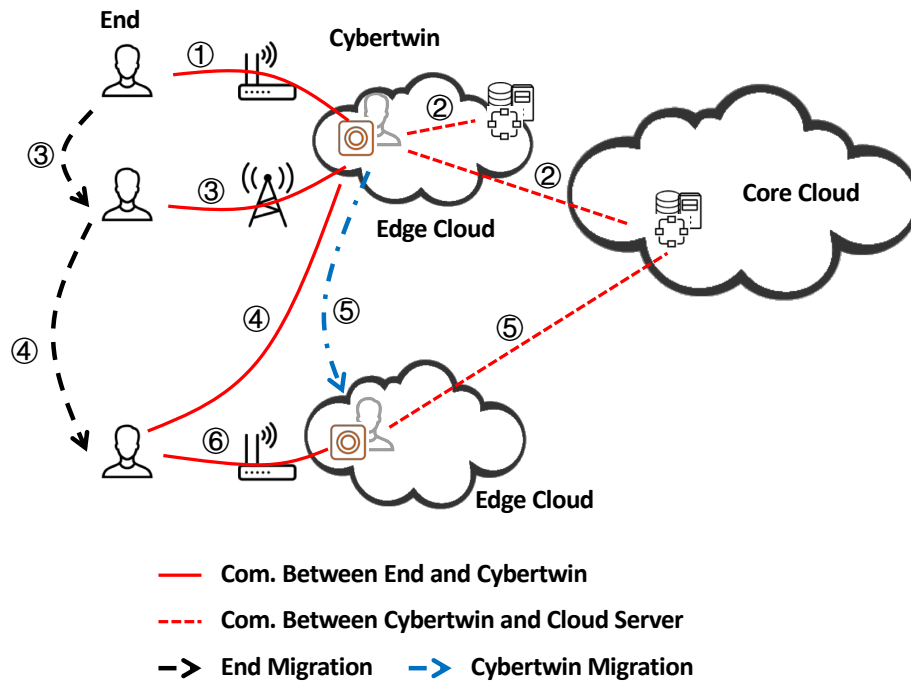 End
Cybertwin
①
②
③
③
②
Core Cloud
Edge Cloud
④
⑤
⑤
④
⑥
Edge Cloud
Com. Between End and Cybertwin
Com. Between Cybertwin and Cloud Server
End Migration
Cybertwin Migration